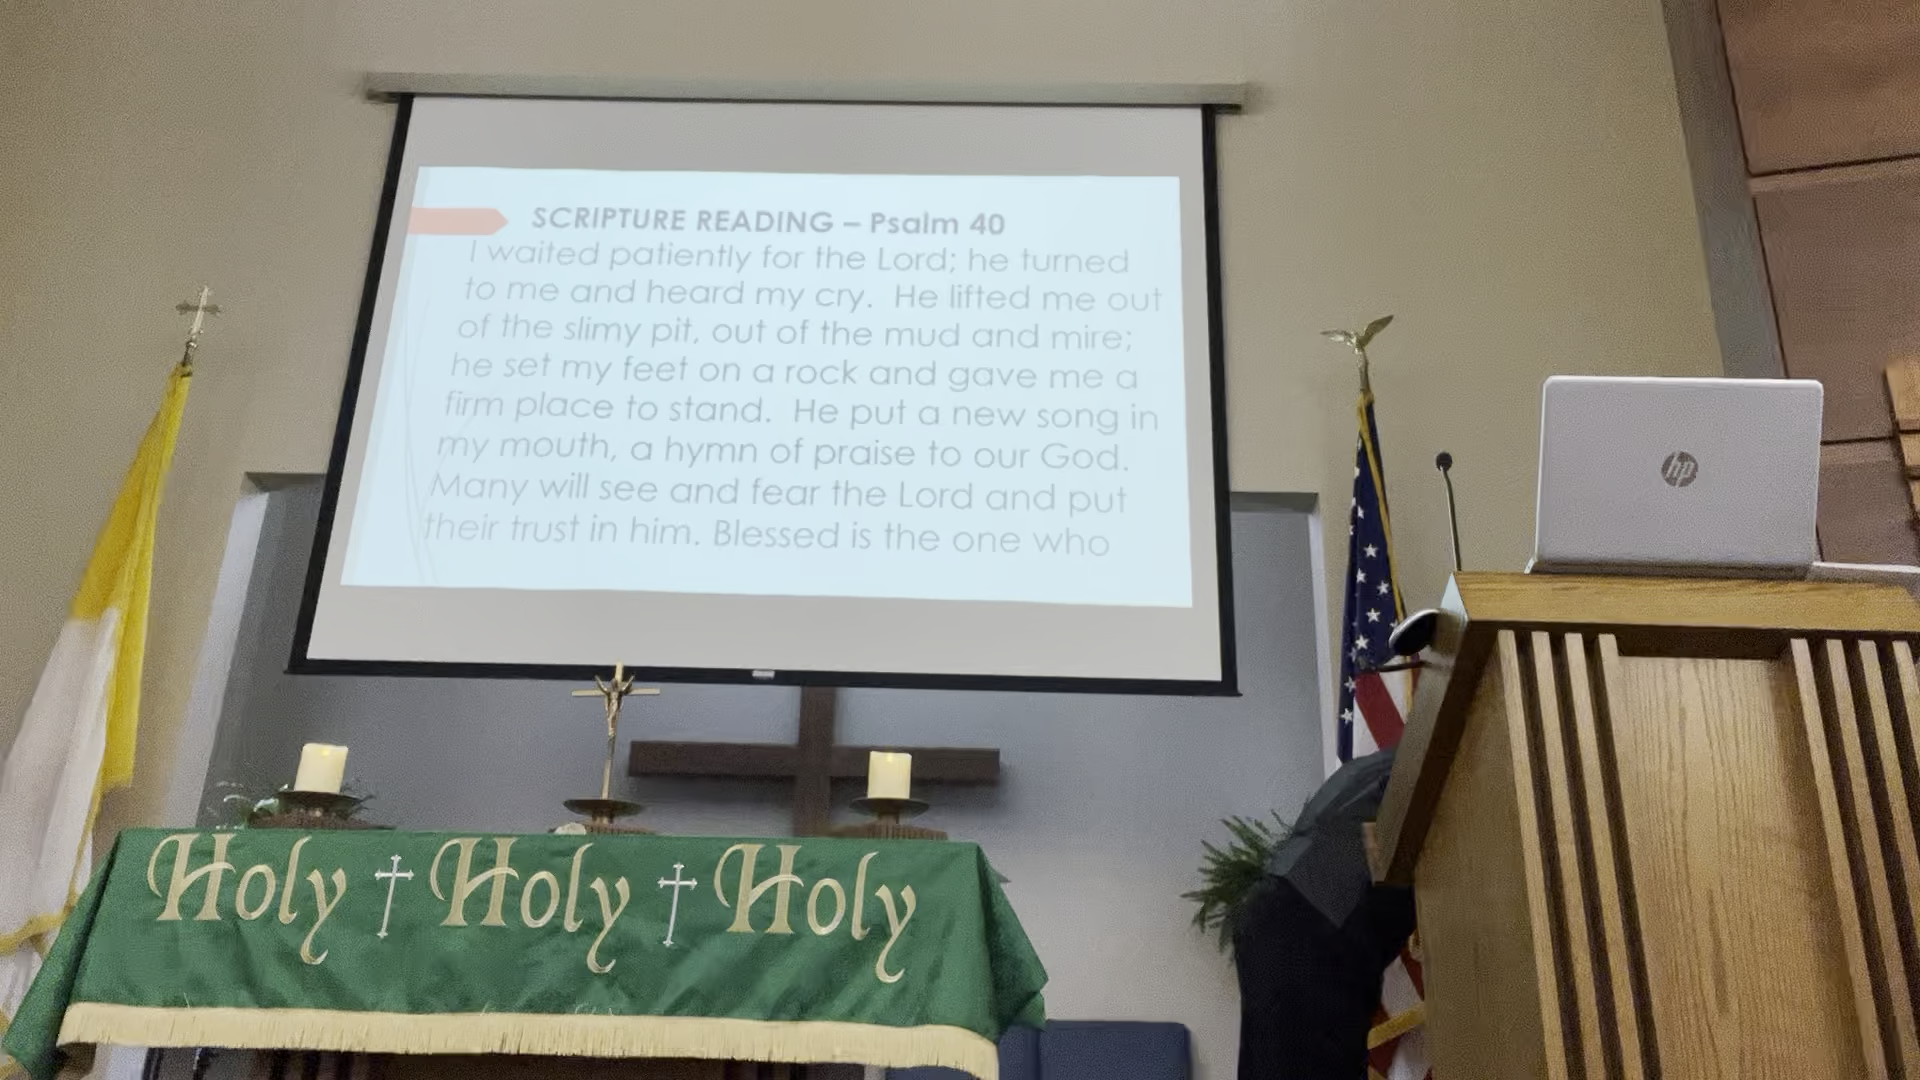 SCRIPTURE READING – Psalm 40
I waited patiently for the Lord; he turned
to me and heard my cry. He lifted me out
of the slimy pit, out of the mud and mire;
he set my feet on a rock and gave me a
firm place to stand. He put a new song in
my mouth, a hymn of praise to our God.
Many will see and fear the Lord and put
their trust in him. Blessed is the one who
hp
Holy Holy Holy